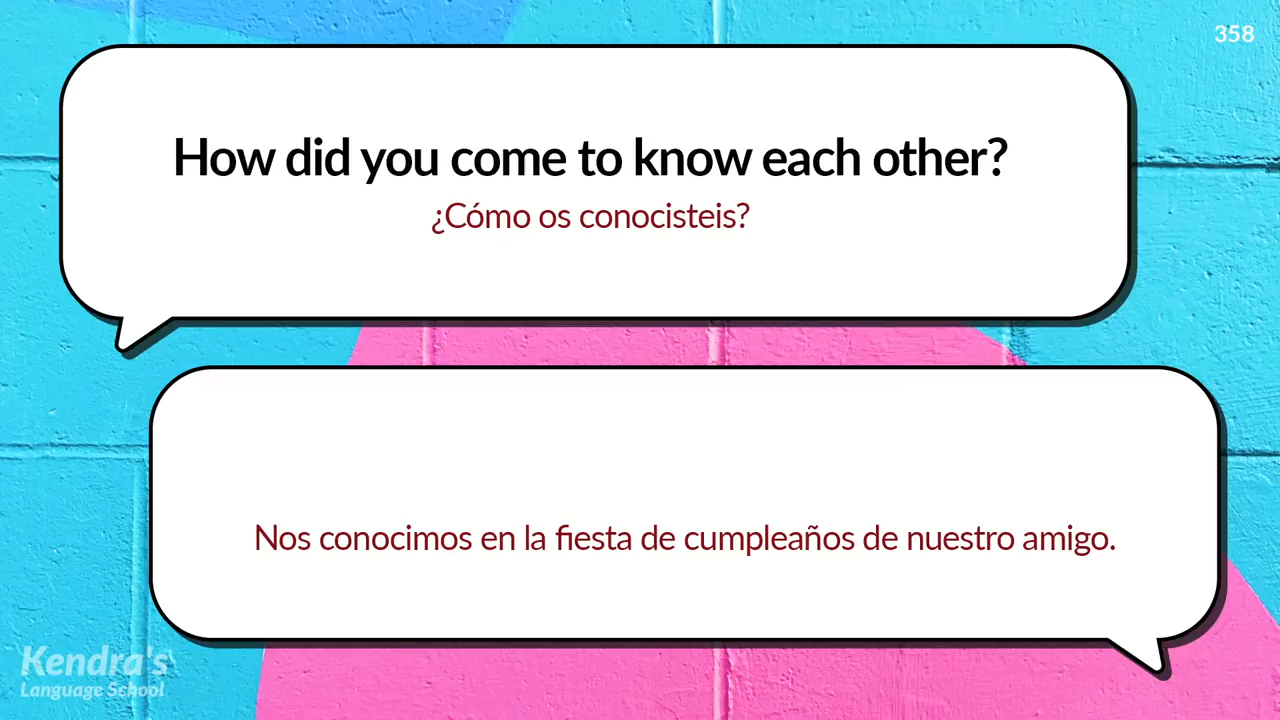 358
How did you come to know each other?
¿Cómo os conocisteis?
Nos conocimos en la fiesta de cumpleaños de nuestro amigo.
Kendra's
Language School